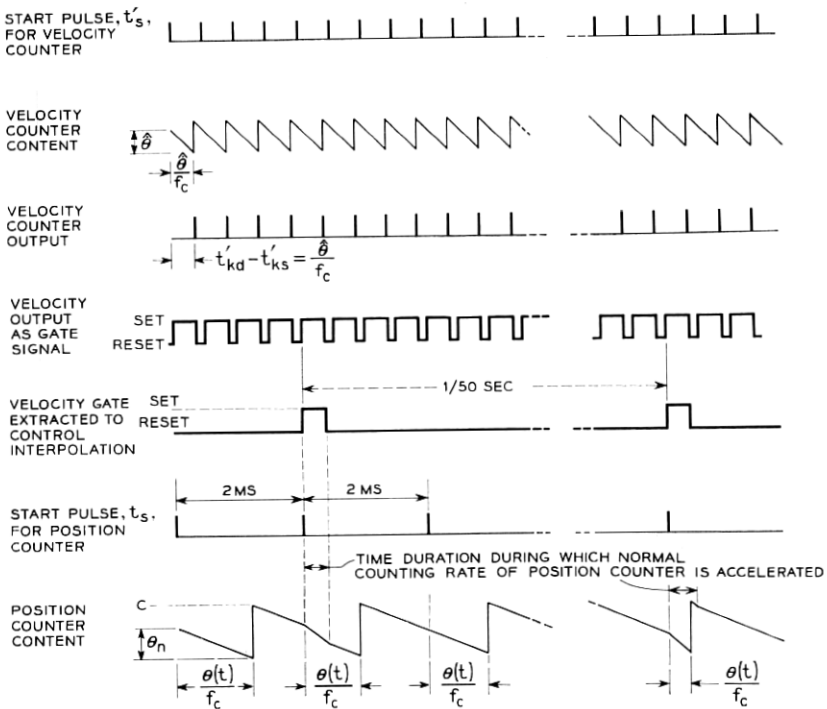 START PULSE, t′s,
FOR VELOCITY
COUNTER
VELOCITY
COUNTER
CONTENT
θ̂
θ̂/fc
VELOCITY
COUNTER
OUTPUT
t′kd − t′ks = θ̂/fc
VELOCITY
OUTPUT
AS GATE
SIGNAL
SET
RESET
1/50 SEC
VELOCITY GATE
EXTRACTED TO
CONTROL
INTERPOLATION
SET
RESET
2 MS
2 MS
START PULSE, ts,
FOR POSITION
COUNTER
TIME DURATION DURING WHICH NORMAL
COUNTING RATE OF POSITION COUNTER IS ACCELERATED
POSITION
COUNTER
CONTENT
C
θn
θ(t)/fc
θ(t)/fc
θ(t)/fc
θ(t)/fc